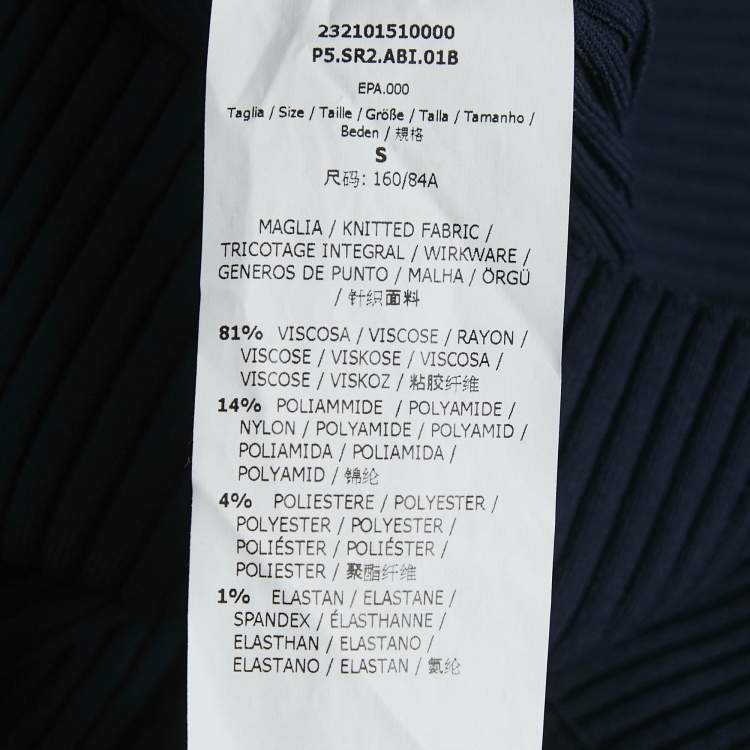 232101510000
P5.SR2.ABI.01B
EPA.000
Taglia / Size / Taille / Größe / Talla / Tamanho /
Beden / 規格
S
尺码: 160/84A
MAGLIA / KNITTED FABRIC /
TRICOTAGE INTEGRAL / WIRKWARE /
GENEROS DE PUNTO / MALHA / ÖRGÜ
/ 针织面料
81% VISCOSA / VISCOSE / RAYON /
VISCOSE / VISKOSE / VISCOSA /
VISCOSE / VISKOZ / 粘胶纤维
14% POLIAMMIDE / POLYAMIDE /
NYLON / POLYAMIDE / POLYAMID /
POLIAMIDA / POLIAMIDA /
POLYAMID / 锦纶
4% POLIESTERE / POLYESTER /
POLYESTER / POLYESTER /
POLIÉSTER / POLIÉSTER /
POLIESTER / 聚酯纤维
1% ELASTAN / ELASTANE /
SPANDEX / ÉLASTHANNE /
ELASTHAN / ELASTANO /
ELASTANO / ELASTAN / 氨纶